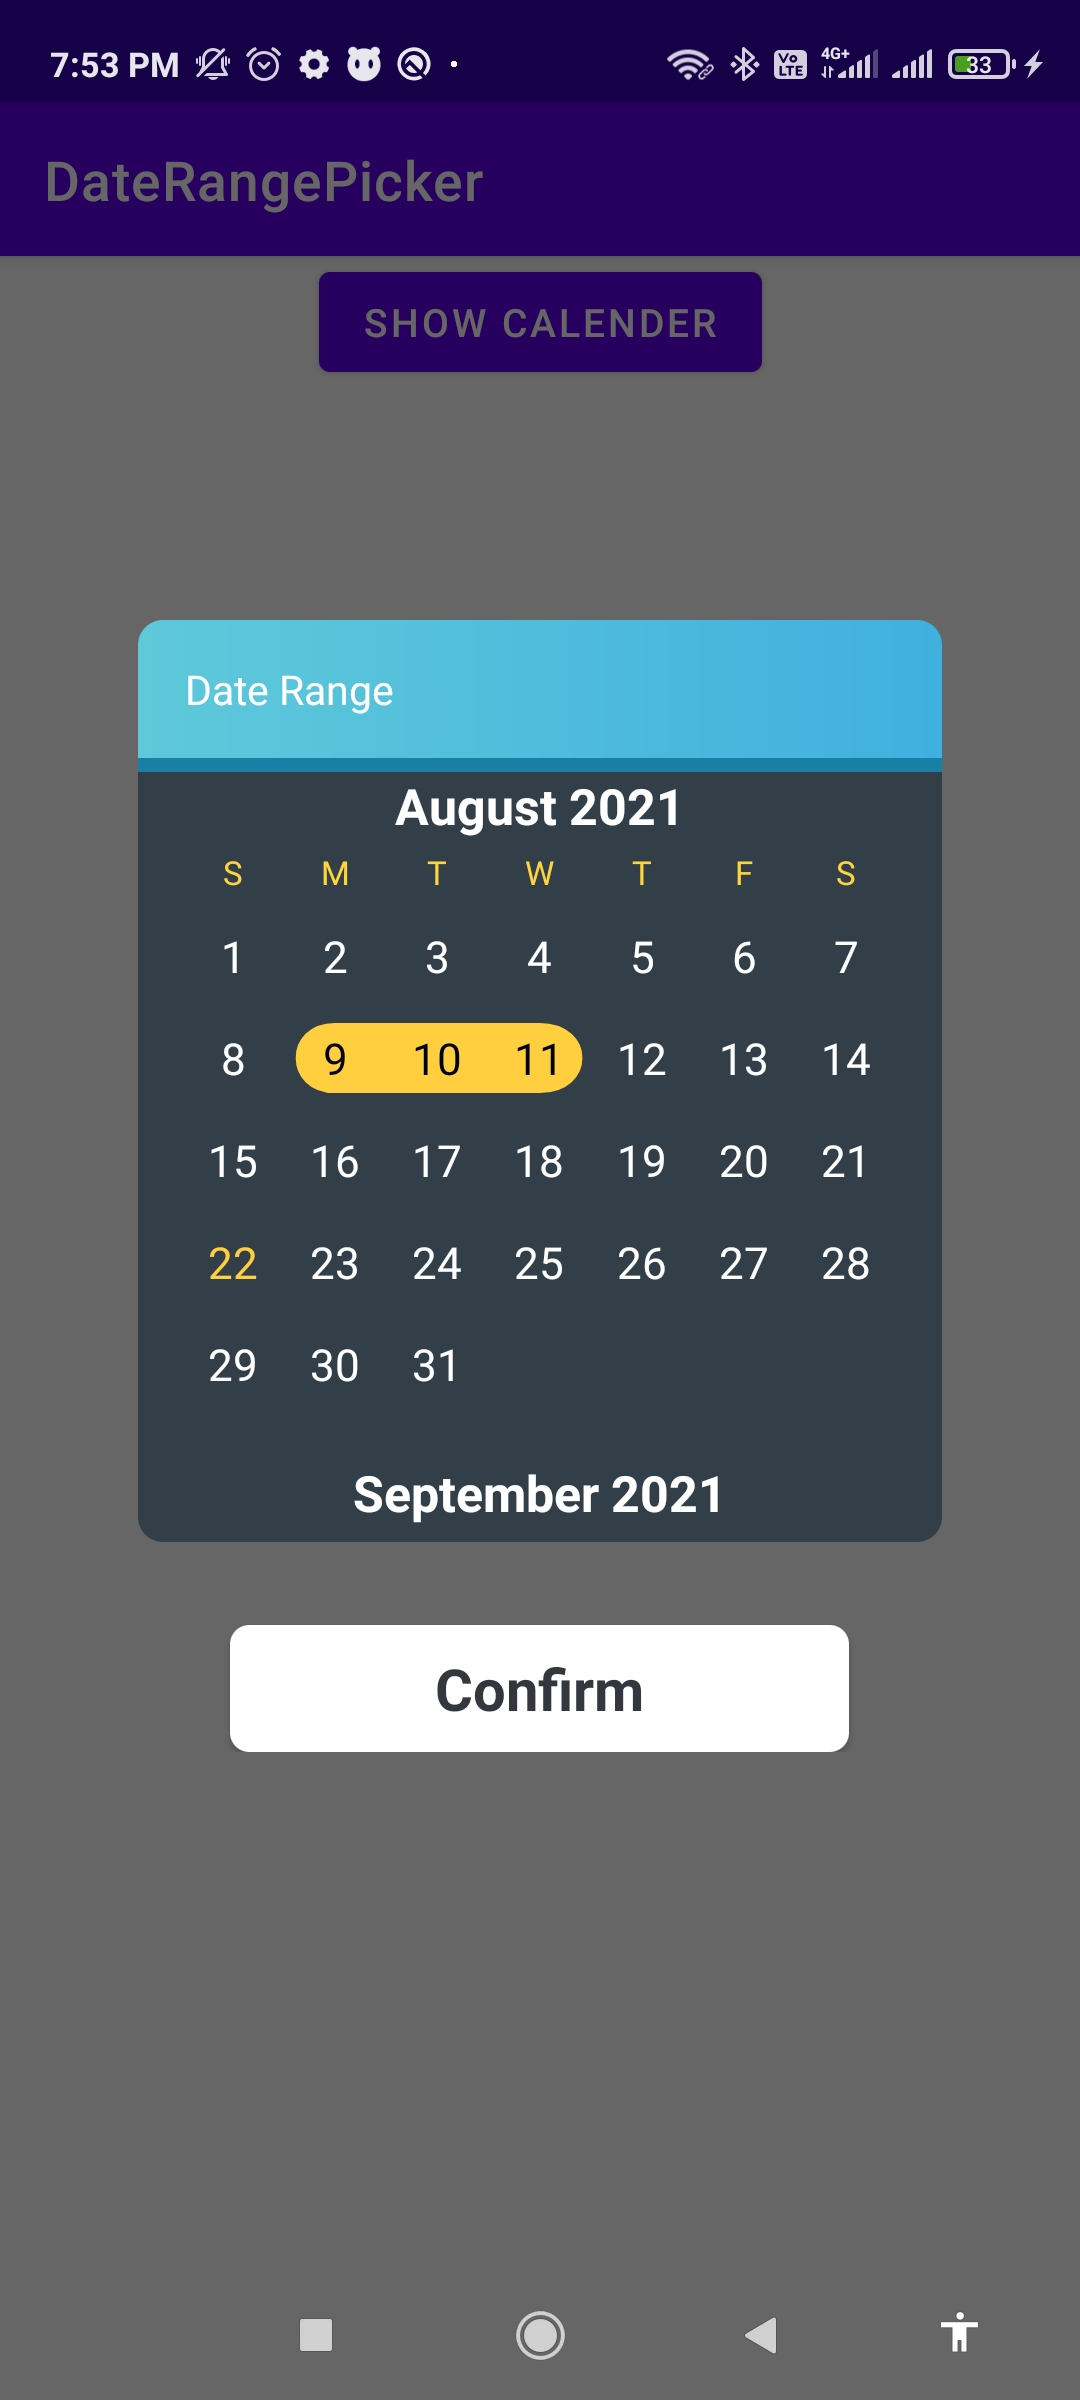 7:53 PM Vo LTE 4G+ 33
DateRangePicker
SHOW CALENDER
Date Range
August 2021
S M T W T F S
1 2 3 4 5 6 7
8 9 10 11 12 13 14
15 16 17 18 19 20 21
22 23 24 25 26 27 28
29 30 31
September 2021
Confirm